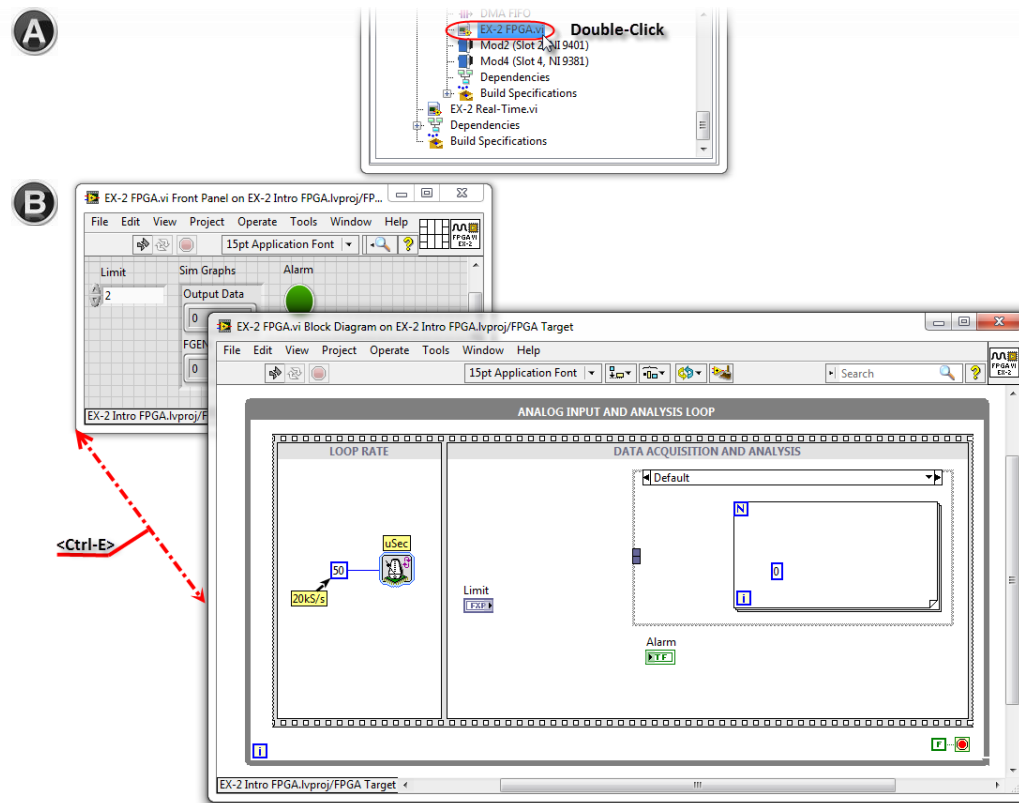 A
DMA FIFO
EX-2 FPGA.vi
Double-Click
Mod2 (Slot 2, NI 9401)
Mod4 (Slot 4, NI 9381)
Dependencies
Build Specifications
EX-2 Real-Time.vi
Dependencies
Build Specifications
B
EX-2 FPGA.vi Front Panel on EX-2 Intro FPGA.lvproj/FP...
File Edit View Project Operate Tools Window Help
15pt Application Font
FPGA VI
EX-2
Limit
Sim Graphs
Alarm
2
Output Data
0
FGEN
0
EX-2 Intro FPGA.lvproj/F
<Ctrl-E>
EX-2 FPGA.vi Block Diagram on EX-2 Intro FPGA.lvproj/FPGA Target
File Edit View Project Operate Tools Window Help
15pt Application Font
Search
FPGA VI
EX-2
ANALOG INPUT AND ANALYSIS LOOP
LOOP RATE
DATA ACQUISITION AND ANALYSIS
Default
N
uSec
50
20kS/s
0
i
Limit
FXP
Alarm
TF
i
F
EX-2 Intro FPGA.lvproj/FPGA Target